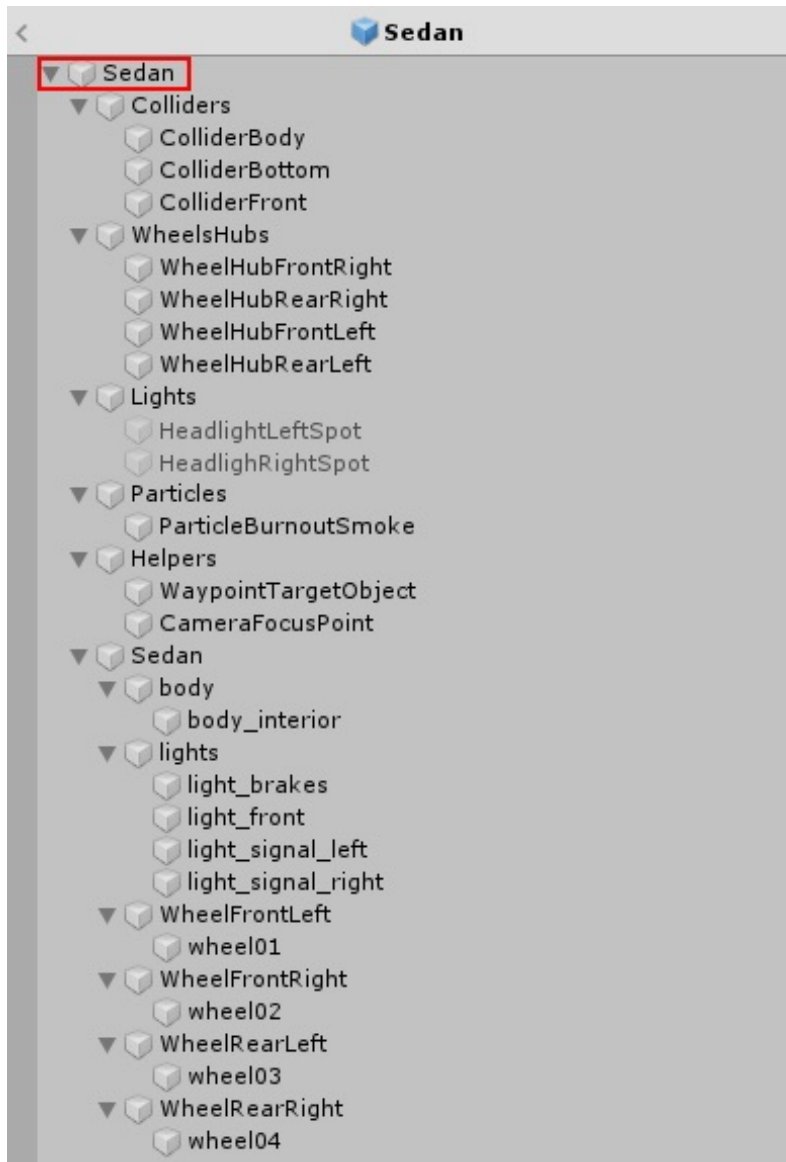 Sedan
Sedan
Colliders
ColliderBody
ColliderBottom
ColliderFront
WheelsHubs
WheelHubFrontRight
WheelHubRearRight
WheelHubFrontLeft
WheelHubRearLeft
Lights
HeadlightLeftSpot
HeadlighRightSpot
Particles
ParticleBurnoutSmoke
Helpers
WaypointTargetObject
CameraFocusPoint
Sedan
body
body_interior
lights
light_brakes
light_front
light_signal_left
light_signal_right
WheelFrontLeft
wheel01
WheelFrontRight
wheel02
WheelRearLeft
wheel03
WheelRearRight
wheel04